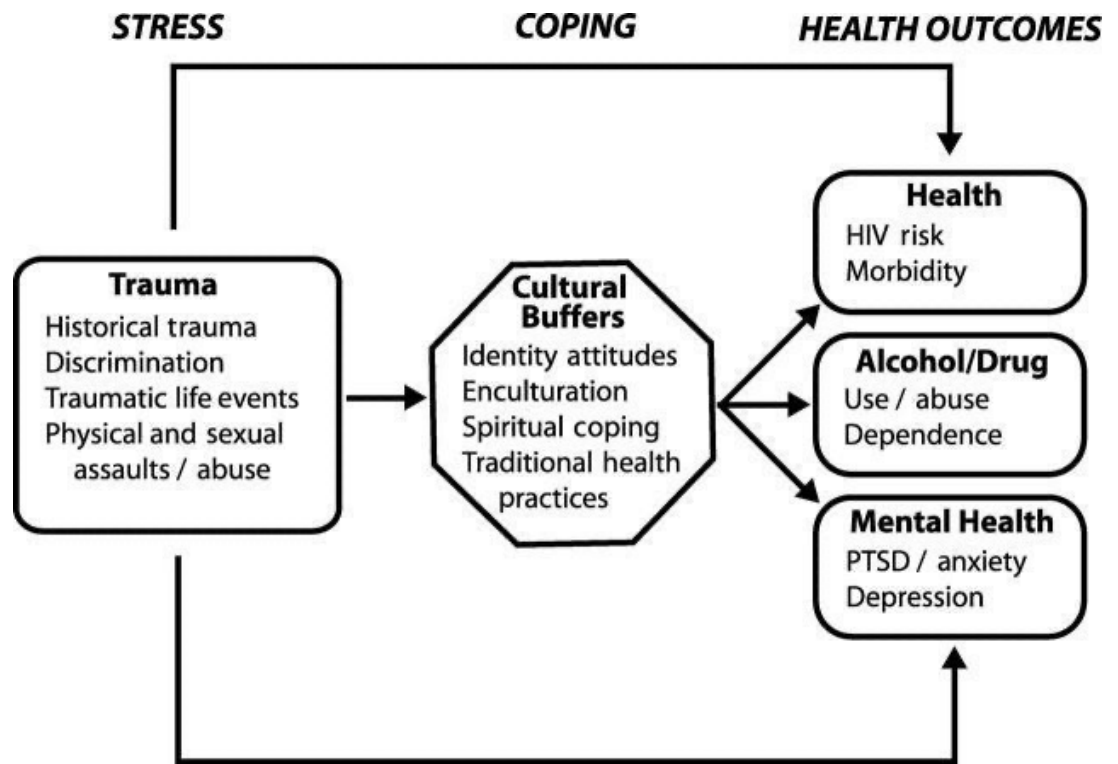 STRESS
COPING
HEALTH OUTCOMES
Trauma
Historical trauma
Discrimination
Traumatic life events
Physical and sexual
assaults / abuse
Cultural
Buffers
Identity attitudes
Enculturation
Spiritual coping
Traditional health
practices
Health
HIV risk
Morbidity
Alcohol/Drug
Use / abuse
Dependence
Mental Health
PTSD / anxiety
Depression